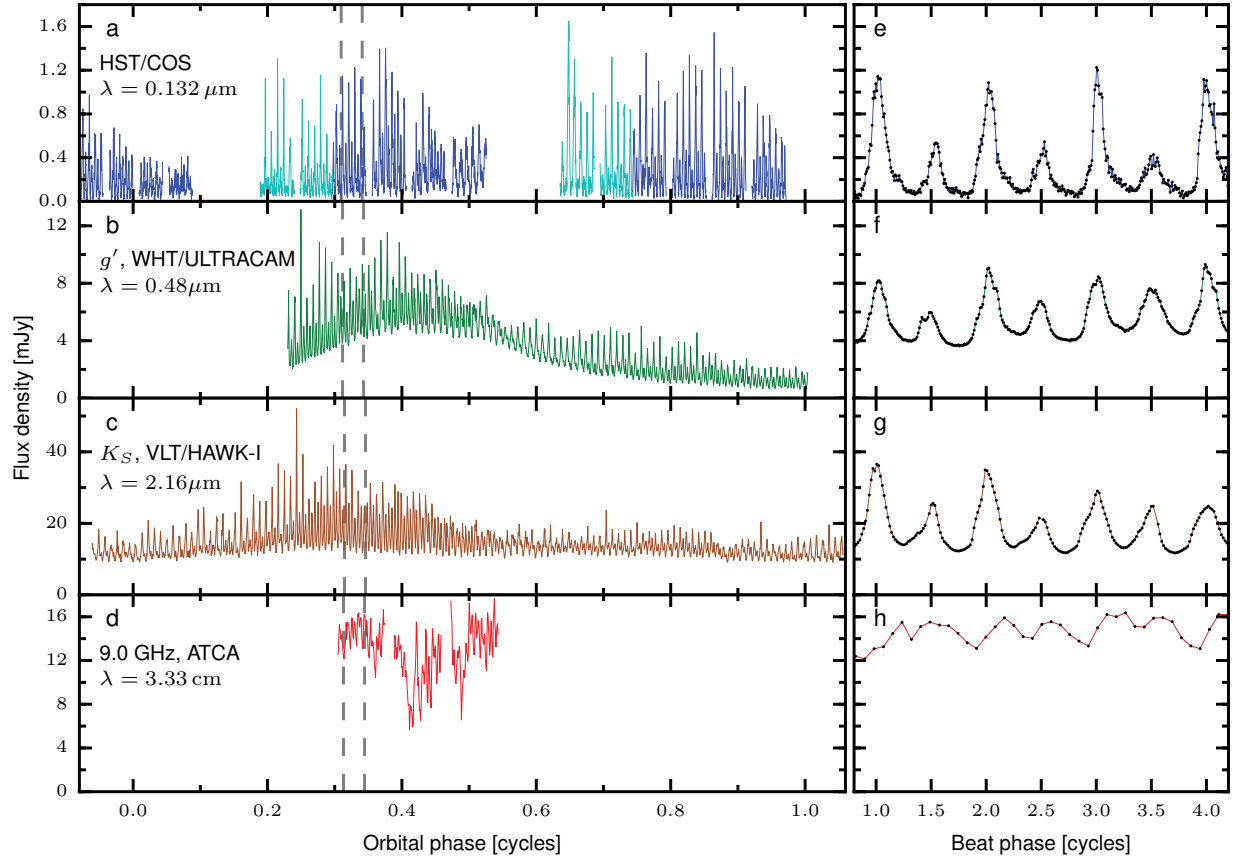 Flux density [mJy]
a
HST/COS
λ = 0.132 μm
1.6
1.2
0.8
0.4
0.0
e
b
g′, WHT/ULTRACAM
λ = 0.48μm
12
8
4
0
f
c
K_S, VLT/HAWK-I
λ = 2.16μm
40
20
0
g
d
9.0 GHz, ATCA
λ = 3.33 cm
16
12
8
4
0
h
0.0 0.2 0.4 0.6 0.8 1.0
Orbital phase [cycles]
1.0 1.5 2.0 2.5 3.0 3.5 4.0
Beat phase [cycles]